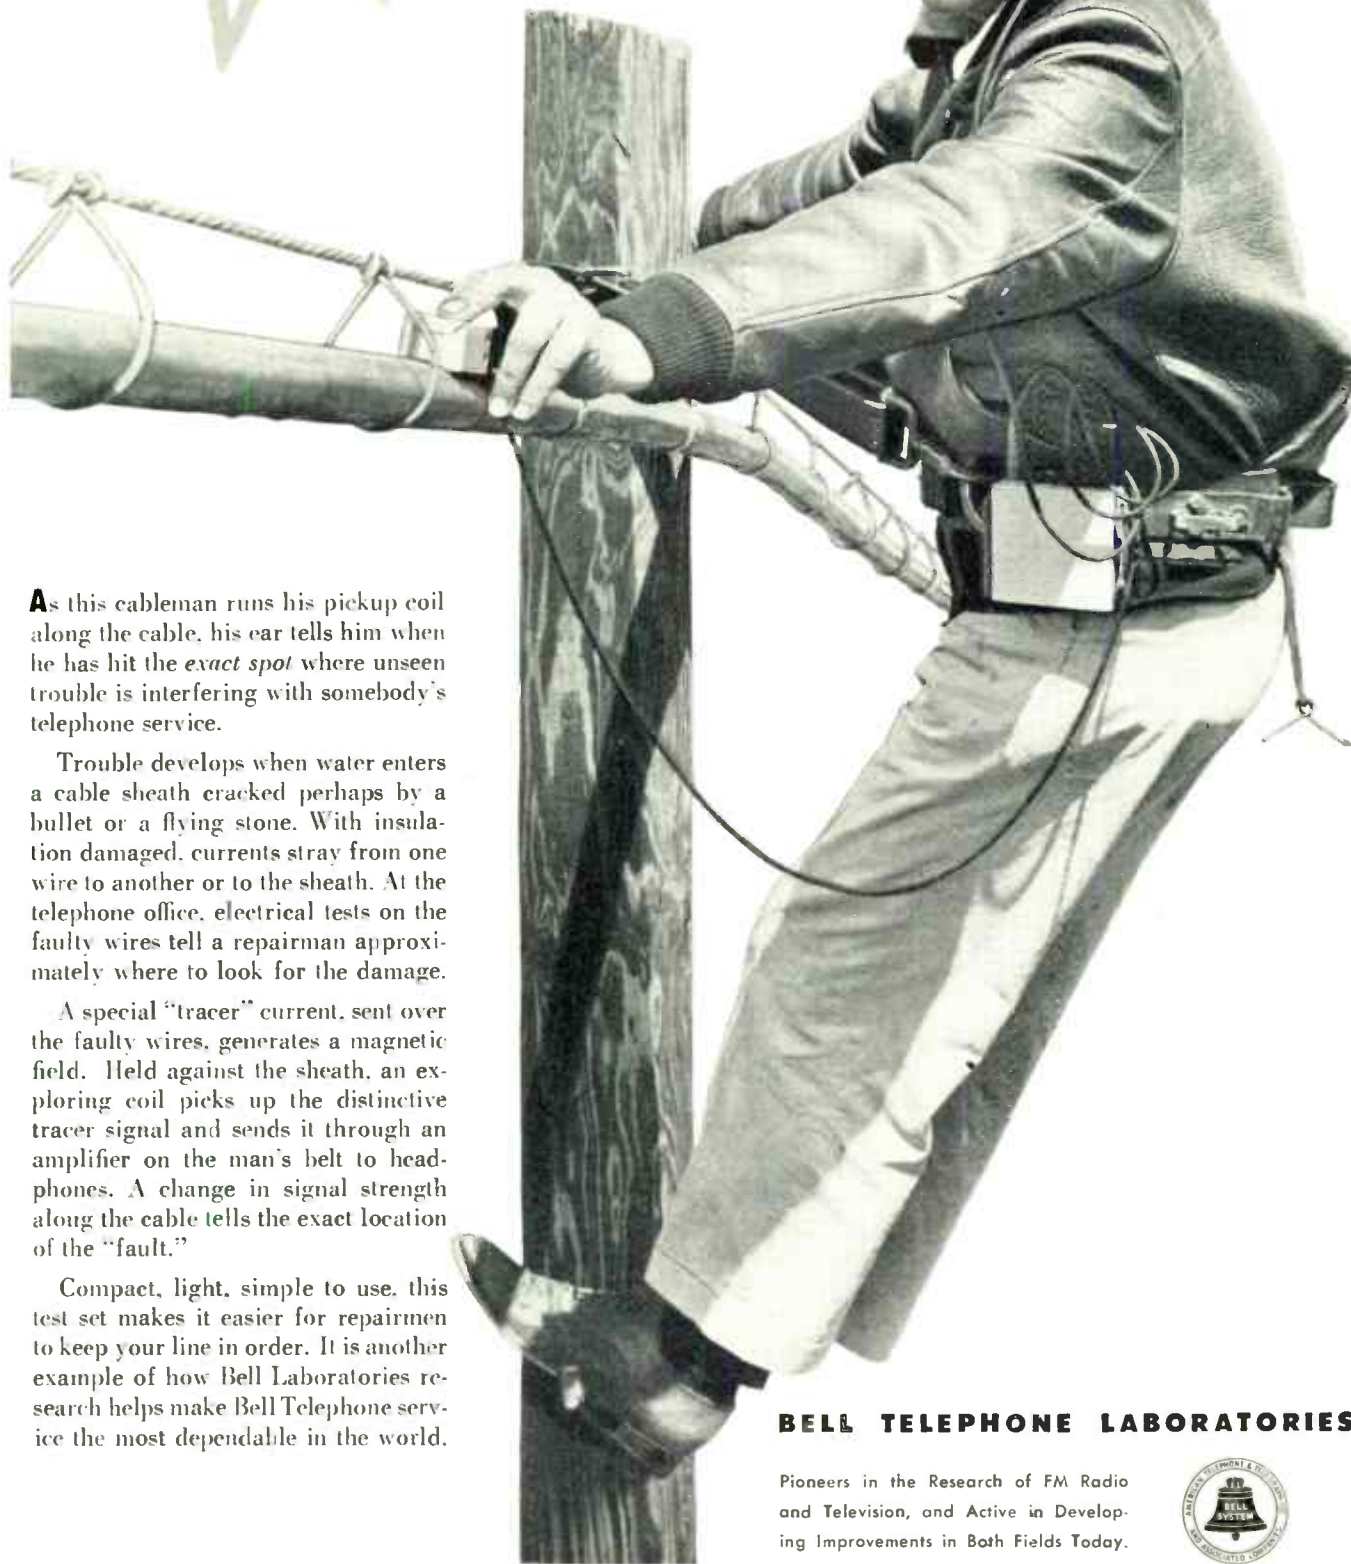 As this cableman runs his pickup coil
along the cable, his ear tells him when
he has hit the exact spot where unseen
trouble is interfering with somebody's
telephone service.
Trouble develops when water enters
a cable sheath cracked perhaps by a
bullet or a flying stone. With insula-
tion damaged, currents stray from one
wire to another or to the sheath. At the
telephone office, electrical tests on the
faulty wires tell a repairman approxi-
mately where to look for the damage.
A special "tracer" current, sent over
the faulty wires, generates a magnetic
field. Held against the sheath, an ex-
ploring coil picks up the distinctive
tracer signal and sends it through an
amplifier on the man's belt to head-
phones. A change in signal strength
along the cable tells the exact location
of the "fault."
Compact, light, simple to use, this
test set makes it easier for repairmen
to keep your line in order. It is another
example of how Bell Laboratories re-
search helps make Bell Telephone serv-
ice the most dependable in the world.
BELL TELEPHONE LABORATORIES
Pioneers in the Research of FM Radio
and Television, and Active in Develop-
ing Improvements in Both Fields Today.
AMERICAN TELEPHONE & TELEGRAPH
BELL
SYSTEM
AND ASSOCIATED COMPANIES